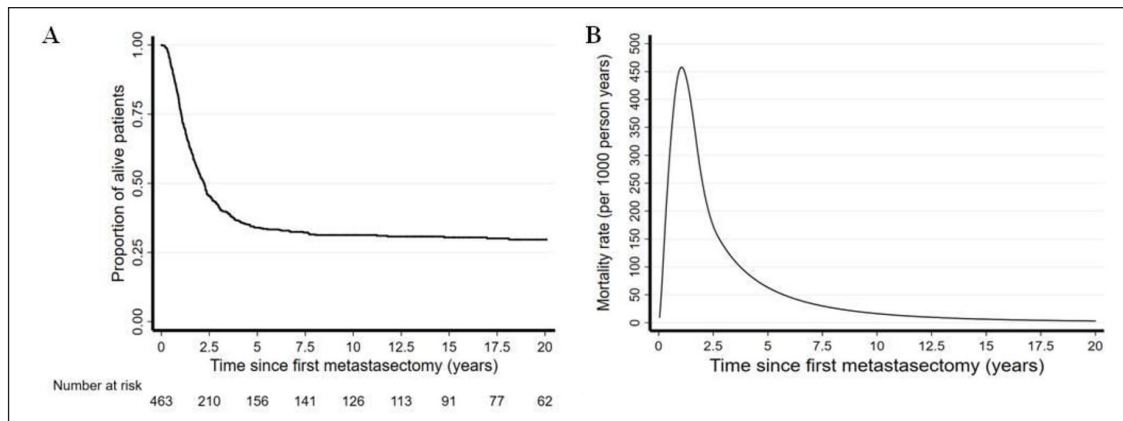 A
Proportion of alive patients
1.00
0.75
0.50
0.25
0.00
0 2.5 5 7.5 10 12.5 15 17.5 20
Time since first metastasectomy (years)
Number at risk
463 210 156 141 126 113 91 77 62
B
Mortality rate (per 1000 person years)
500
450
400
350
300
250
200
150
100
50
0
0 2.5 5 7.5 10 12.5 15 17.5 20
Time since first metastasectomy (years)